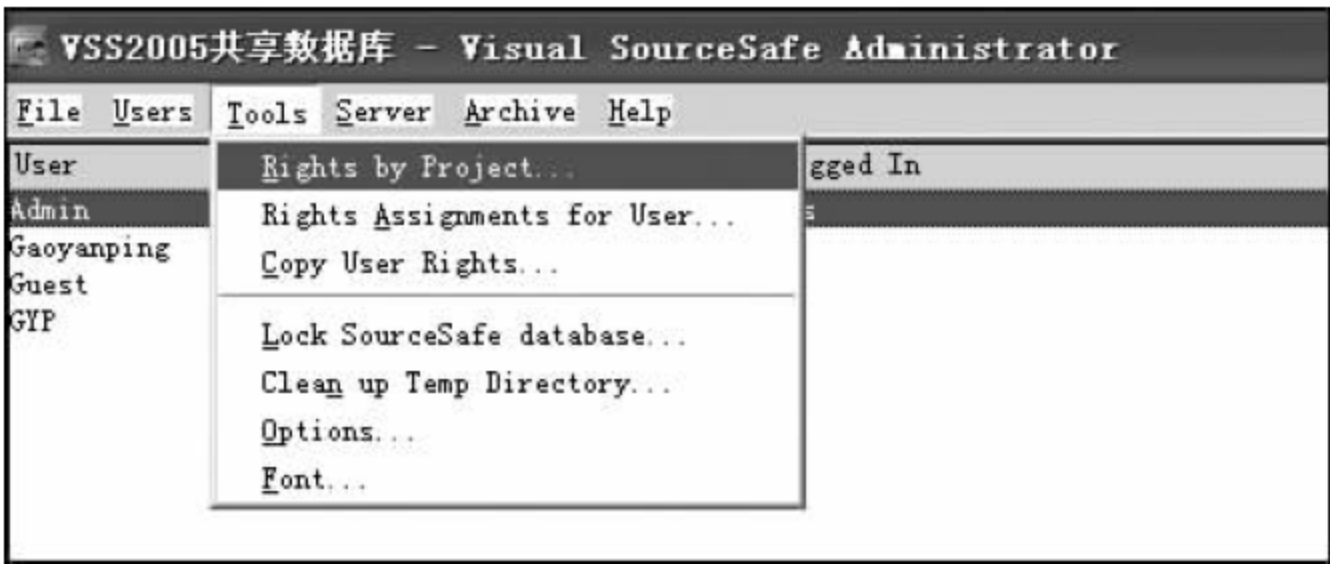 VSS2005共享数据库 - Visual SourceSafe Administrator
File Users Tools Server Archive Help
User gged In
Rights by Project...
Admin s
Rights Assignments for User...
Gaoyanping
Copy User Rights...
Guest
GYP
Lock SourceSafe database...
Clean up Temp Directory...
Options...
Font...